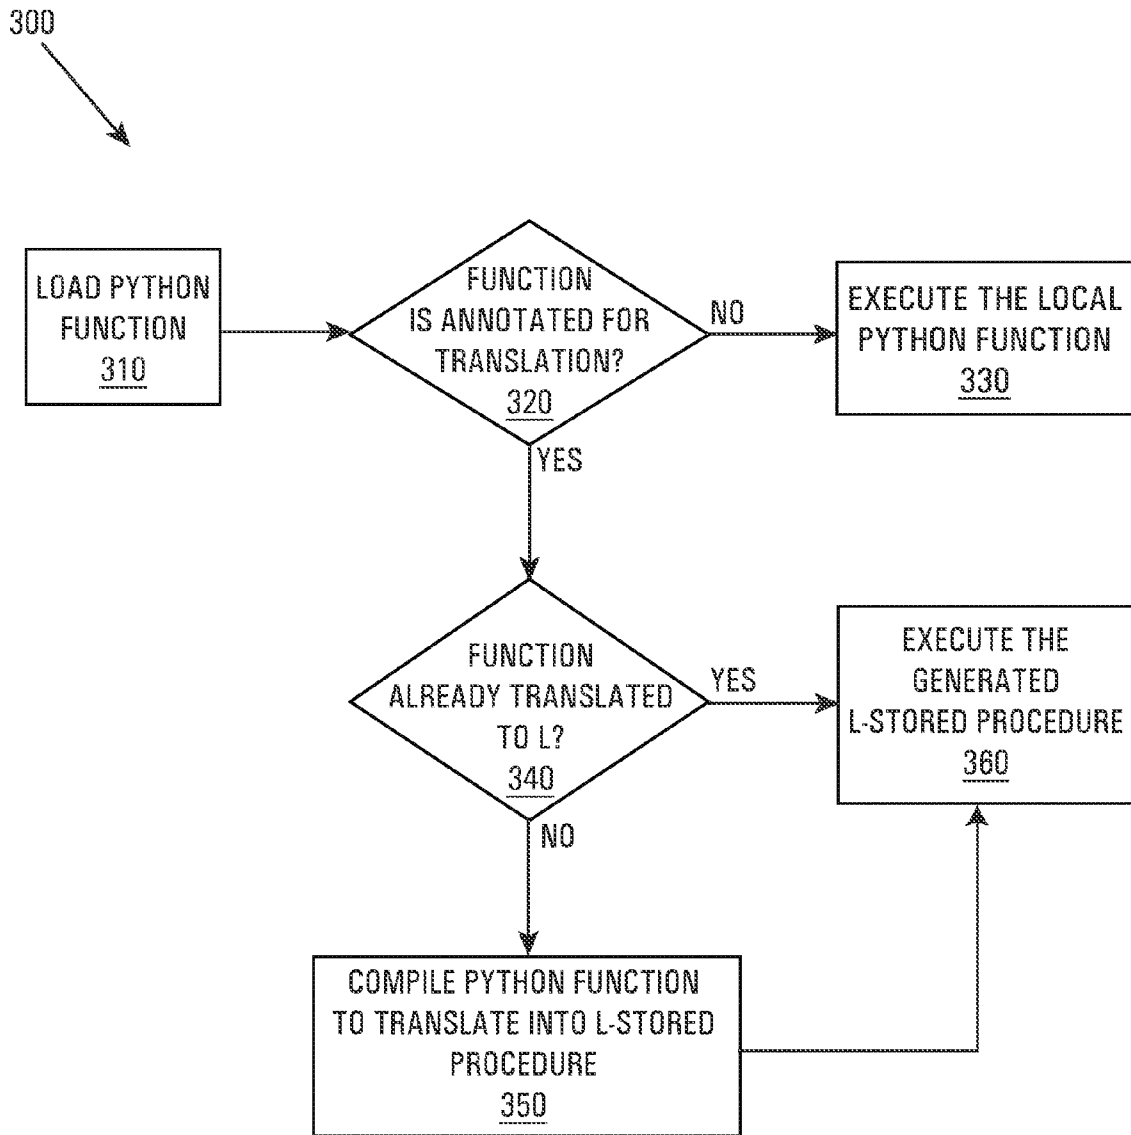 300
LOAD PYTHON
FUNCTION
310
FUNCTION
IS ANNOTATED FOR
TRANSLATION?
320
NO
EXECUTE THE LOCAL
PYTHON FUNCTION
330
YES
FUNCTION
ALREADY TRANSLATED
TO L?
340
YES
EXECUTE THE
GENERATED
L-STORED PROCEDURE
360
NO
COMPILE PYTHON FUNCTION
TO TRANSLATE INTO L-STORED
PROCEDURE
350